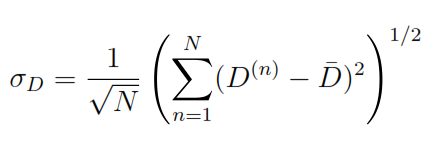 σ_D = \frac{1}{\sqrt{N}} \left( \sum_{n=1}^{N} (D^{(n)} - \bar{D})^2 \right)^{1/2}